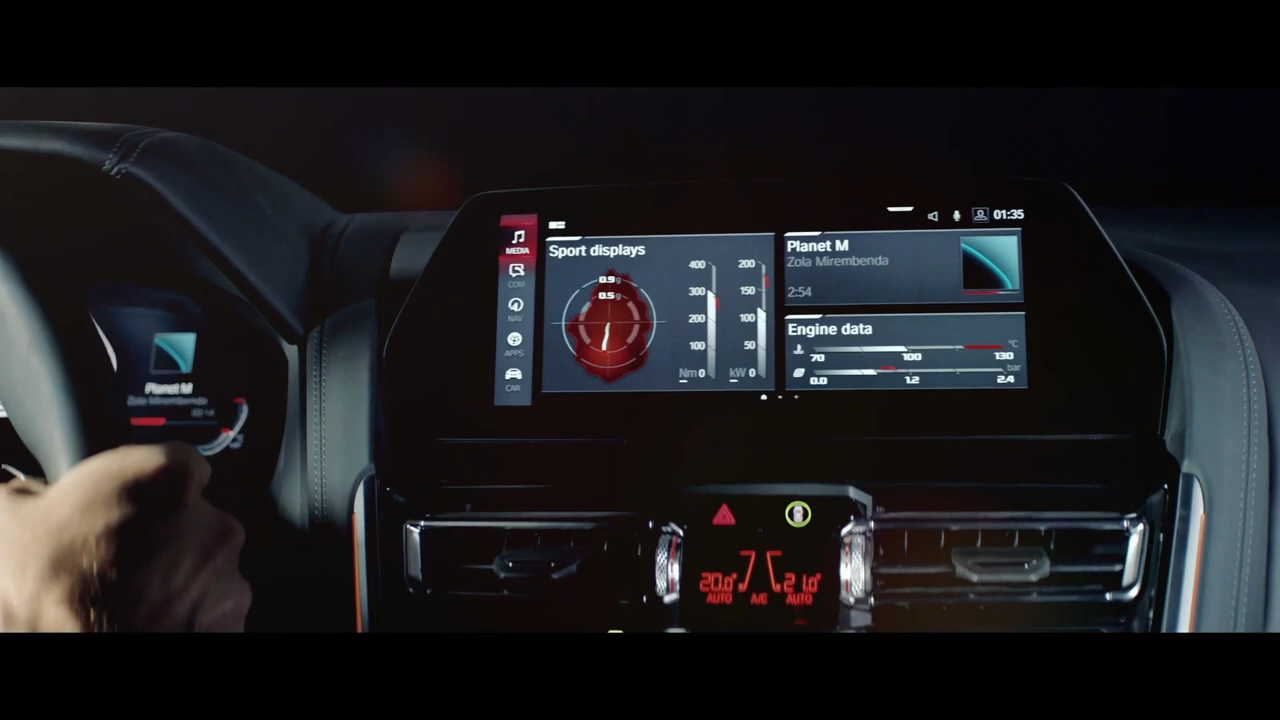 01:35
MEDIA
COM
NAV
APPS
CAR
Sport displays
0.9g
0.5g
400
300
200
100
Nm 0
200
150
100
50
kW 0
Planet M
Zola Mirembenda
2:54
Engine data
°C
70 100 130
bar
0.0 1.2 2.4
Planet M
Zola Mirembenda
20.0° 21.0°
AUTO A/C AUTO